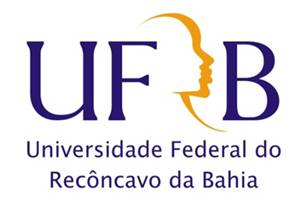 UFRB
Universidade Federal do
Recôncavo da Bahia